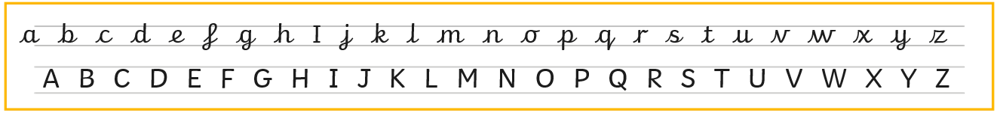 a b c d e f g h I j k l m n o p q r s t u v w x y z
A B C D E F G H I J K L M N O P Q R S T U V W X Y Z